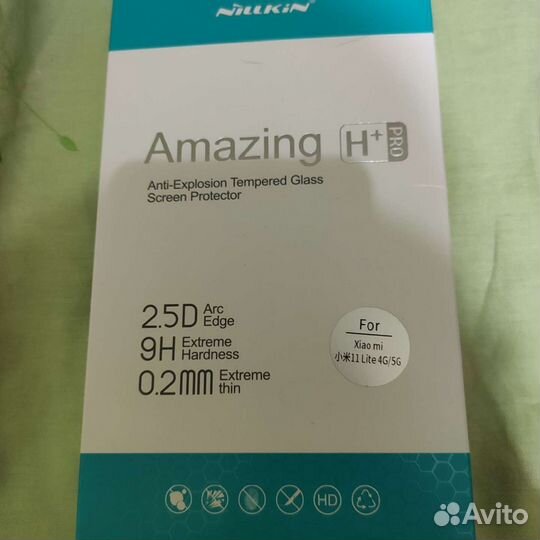 NILLKIN
Amazing H+ PRO
Anti-Explosion Tempered Glass
Screen Protector
2.5D Arc Edge
9H Extreme Hardness
0.2mm Extreme thin
For
Xiao mi
小米11 Lite 4G/5G
HD
Avito